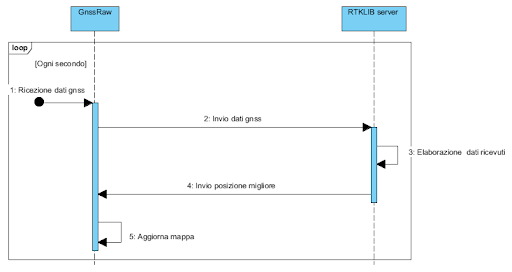 GnssRaw
RTKLIB server
loop
[Ogni secondo]
1: Ricezione dati gnss
2: Invio dati gnss
3: Elaborazione dati ricevuti
4: Invio posizione migliore
5: Aggiorna mappa